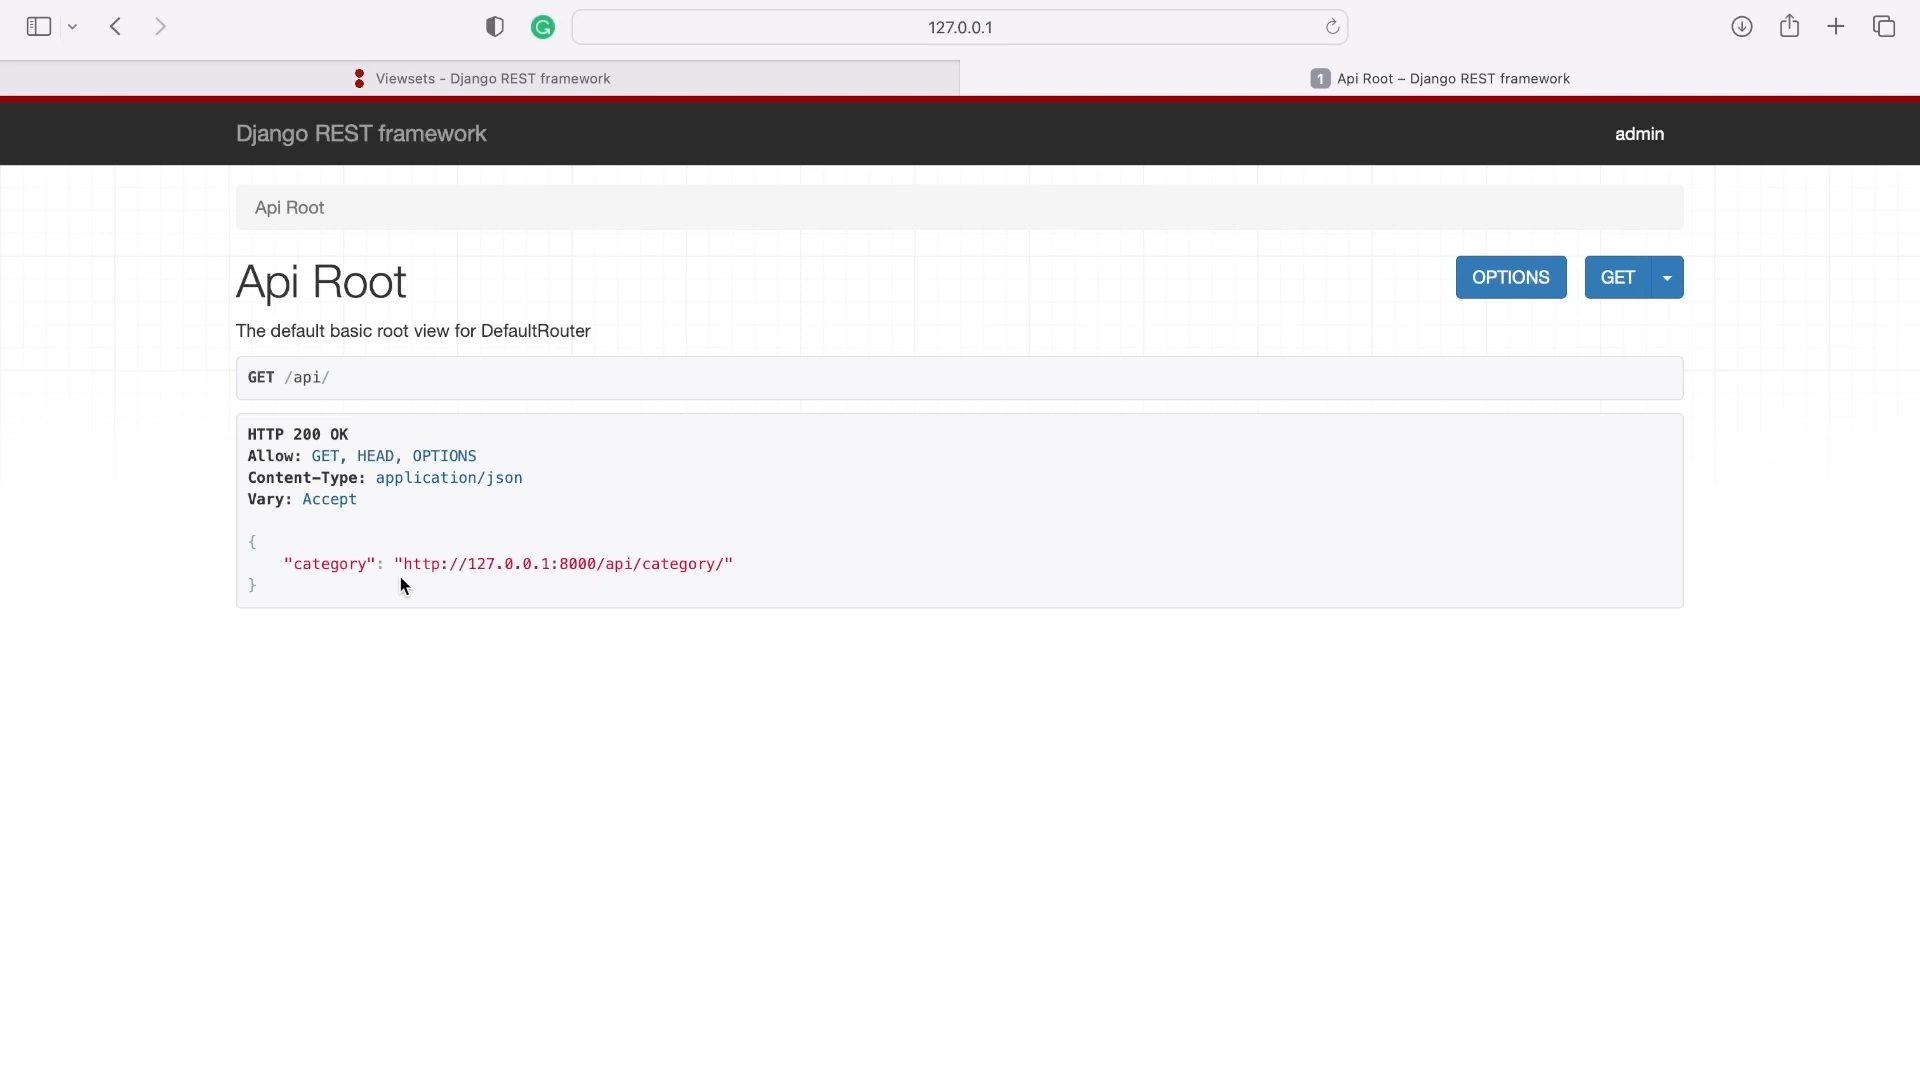 127.0.0.1
Viewsets - Django REST framework
1 Api Root – Django REST framework
Django REST framework
admin
Api Root
Api Root
OPTIONS
GET
The default basic root view for DefaultRouter
GET /api/
HTTP 200 OK
Allow: GET, HEAD, OPTIONS
Content-Type: application/json
Vary: Accept
{
"category": "http://127.0.0.1:8000/api/category/"
}